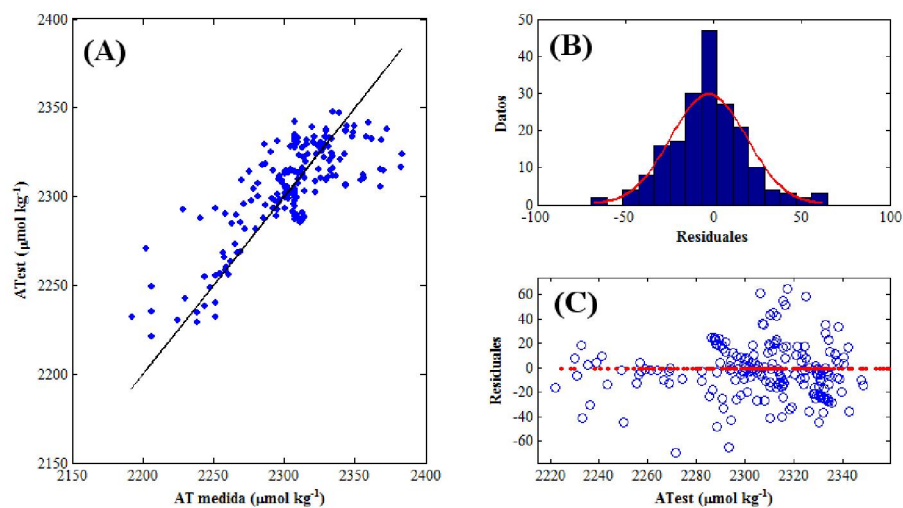 (A)
2400
2350
2300
2250
2200
2150
ATest (μmol kg⁻¹)
2150 2200 2250 2300 2350 2400
AT medida (μmol kg⁻¹)
(B)
50
40
30
20
10
0
Datos
-100 -50 0 50 100
Residuales
(C)
60
40
20
0
-20
-40
-60
Residuales
2220 2240 2260 2280 2300 2320 2340
ATest (μmol kg⁻¹)